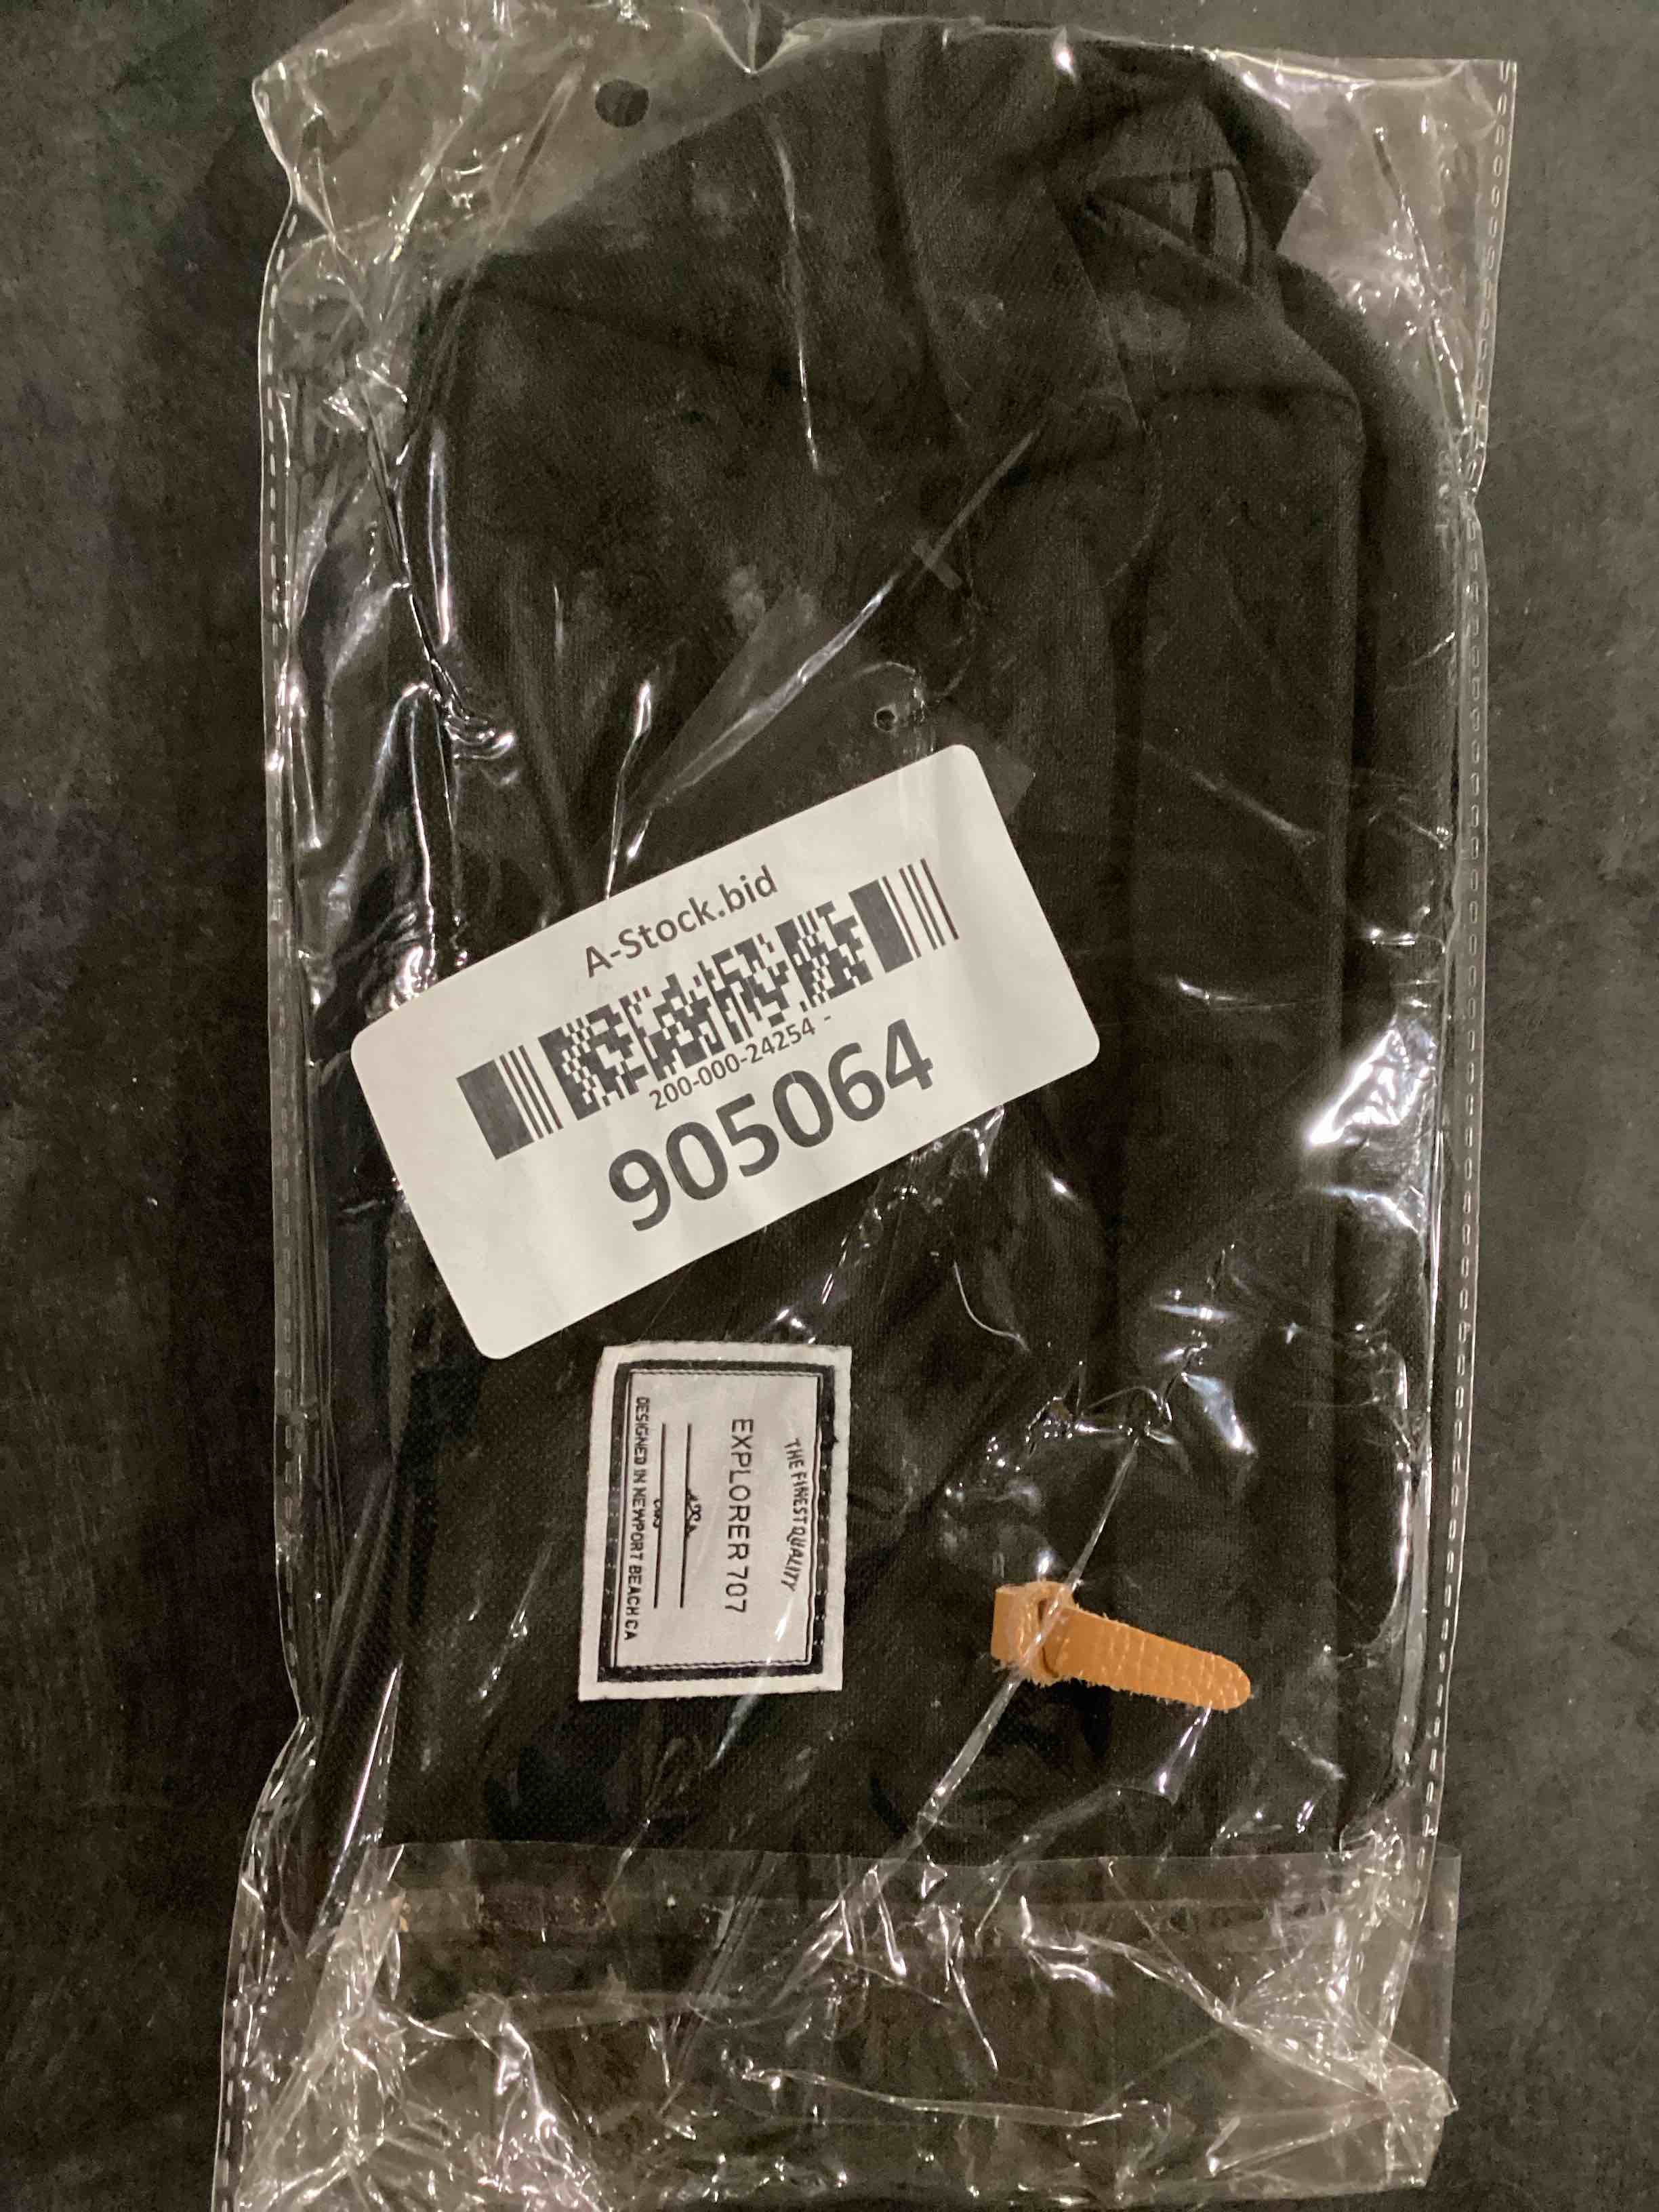 A-Stock.bid
200-000-24254 -
905064
THE FINEST QUALITY
EXPLORER 707
DESIGNED IN NEWPORT BEACH CA